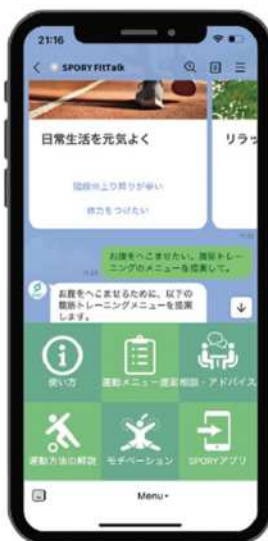 21:16
SPORY FitTalk
日常生活を元気よく
リラッ
階段の上り降りが辛い
体力をつけたい
お腹をへこませたい。腹筋トレー
ニングのメニューを提案して。
お腹をへこませるために、以下の
腹筋トレーニングメニューを提案
します。
使い方
運動メニュー提案
相談・アドバイス
運動方法の解説
モチベーション
SPORYアプリ
Menu